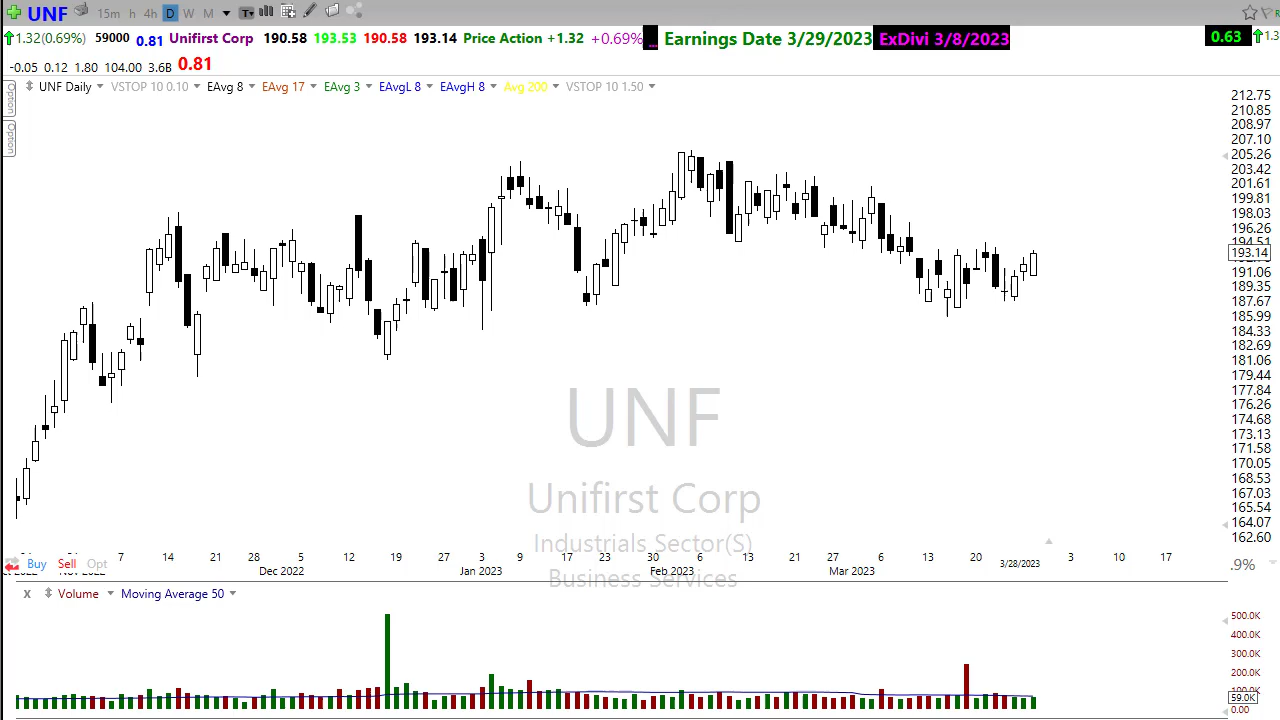 UNF 15m h 4h D W M T
1.32(0.69%) 59000 0.81 Unifirst Corp 190.58 193.53 190.58 193.14 Price Action +1.32 +0.69% ... Earnings Date 3/29/2023 ExDivi 3/8/2023 0.63 1.3
-0.05 0.12 1.80 104.00 3.6B 0.81
UNF Daily VSTOP 10 0.10 EAvg 8 EAvg 17 EAvg 3 EAvgL 8 EAvgH 8 Avg 200 VSTOP 10 1.50
Option
Option
212.75
210.85
208.97
207.10
205.26
203.42
201.61
199.81
198.03
196.26
194.51
193.14
191.06
189.35
187.67
185.99
184.33
182.69
181.06
179.44
177.84
176.26
174.68
173.13
171.58
170.05
168.53
167.03
165.54
164.07
162.60
UNF
Unifirst Corp
Industrials Sector(S)
Business Services
7 14 21 28 5 12 19 27 3 9 17 23 30 6 13 21 27 6 13 20 3 10 17
Buy Sell Opt .9%
Dec 2022 Jan 2023 Feb 2023 Mar 2023 3/28/2023
x Volume Moving Average 50
500.0K
400.0K
300.0K
200.0K
59.0K
0.00